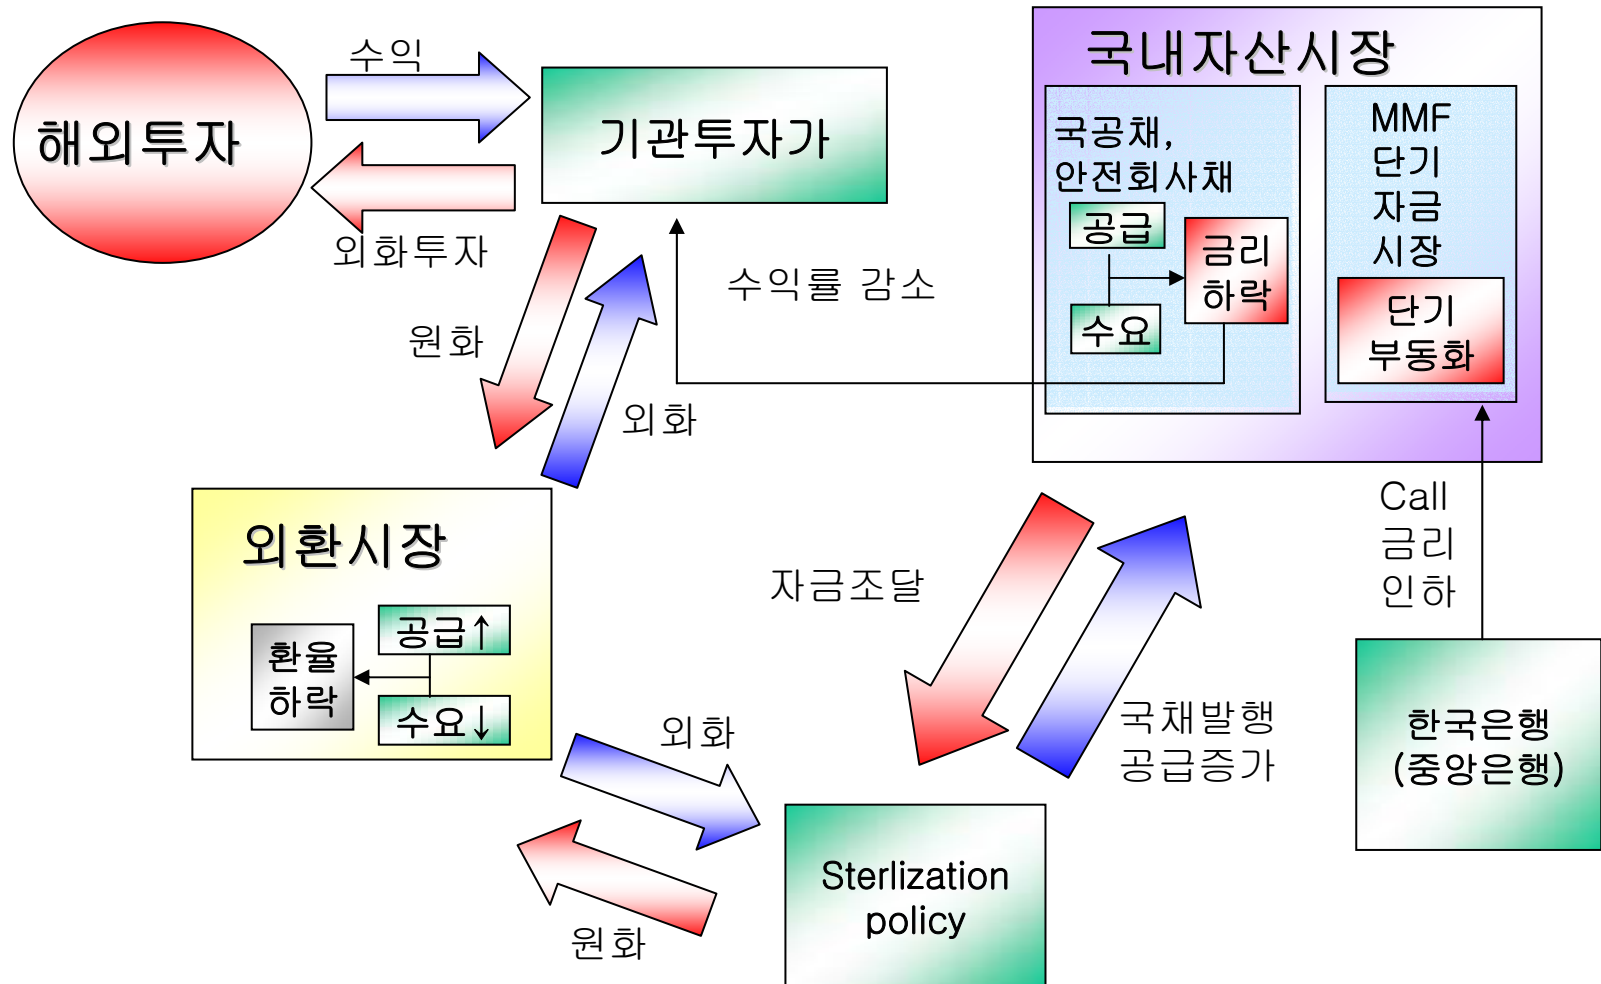 수익
해외투자
기관투자가
외화투자
원화
외화
수익률 감소
국내자산시장
국공채,
안전회사채
공급
수요
금리
하락
MMF
단기
자금
시장
단기
부동화
외환시장
환율
하락
공급↑
수요↓
자금조달
국채발행
공급증가
Call
금리
인하
한국은행
(중앙은행)
외화
원화
Sterlization
policy